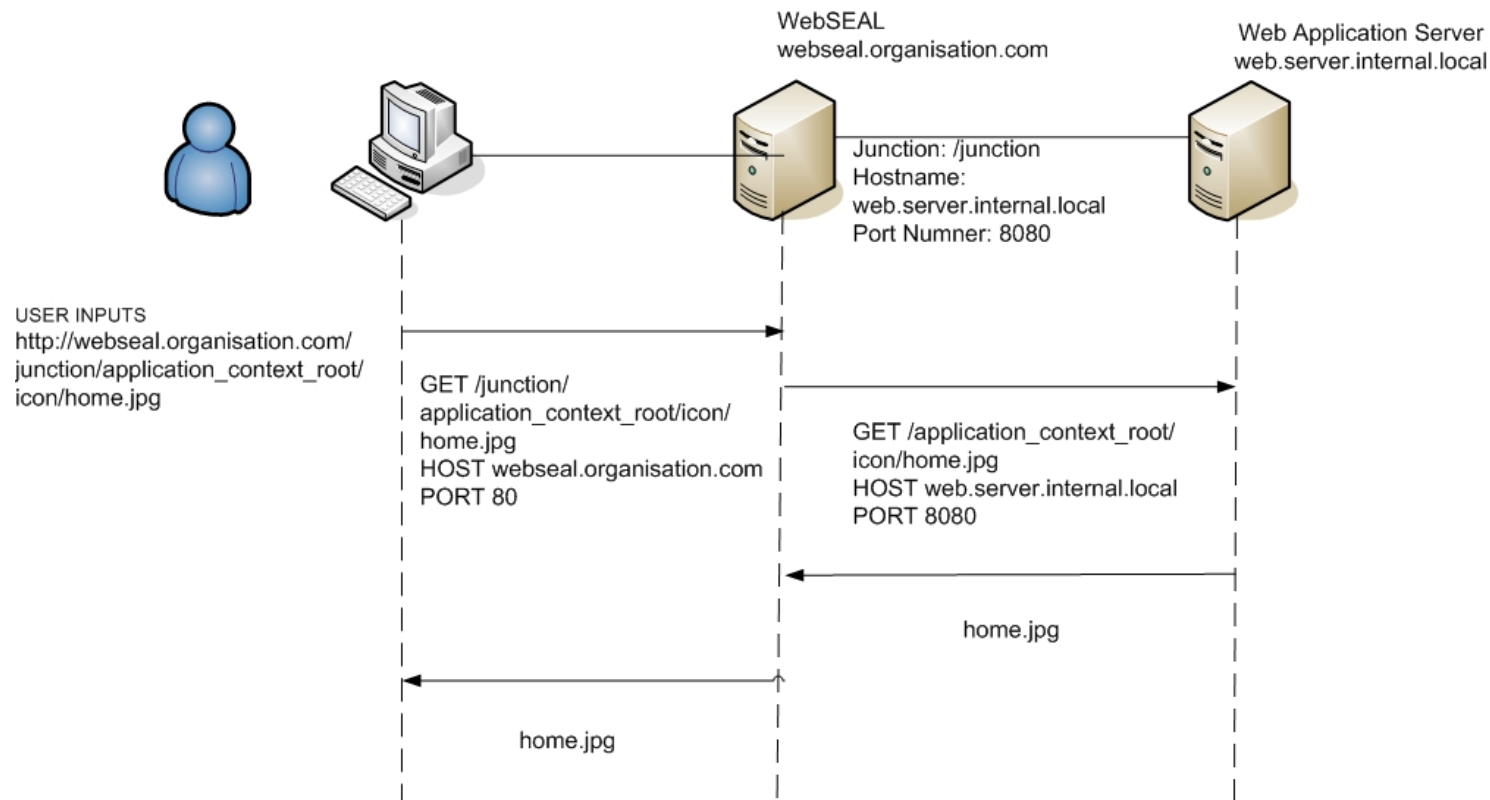 WebSEAL
webseal.organisation.com
Web Application Server
web.server.internal.local
Junction: /junction
Hostname:
web.server.internal.local
Port Numner: 8080
USER INPUTS
http://webseal.organisation.com/
junction/application_context_root/
icon/home.jpg
GET /junction/
application_context_root/icon/
home.jpg
HOST webseal.organisation.com
PORT 80
GET /application_context_root/
icon/home.jpg
HOST web.server.internal.local
PORT 8080
home.jpg
home.jpg